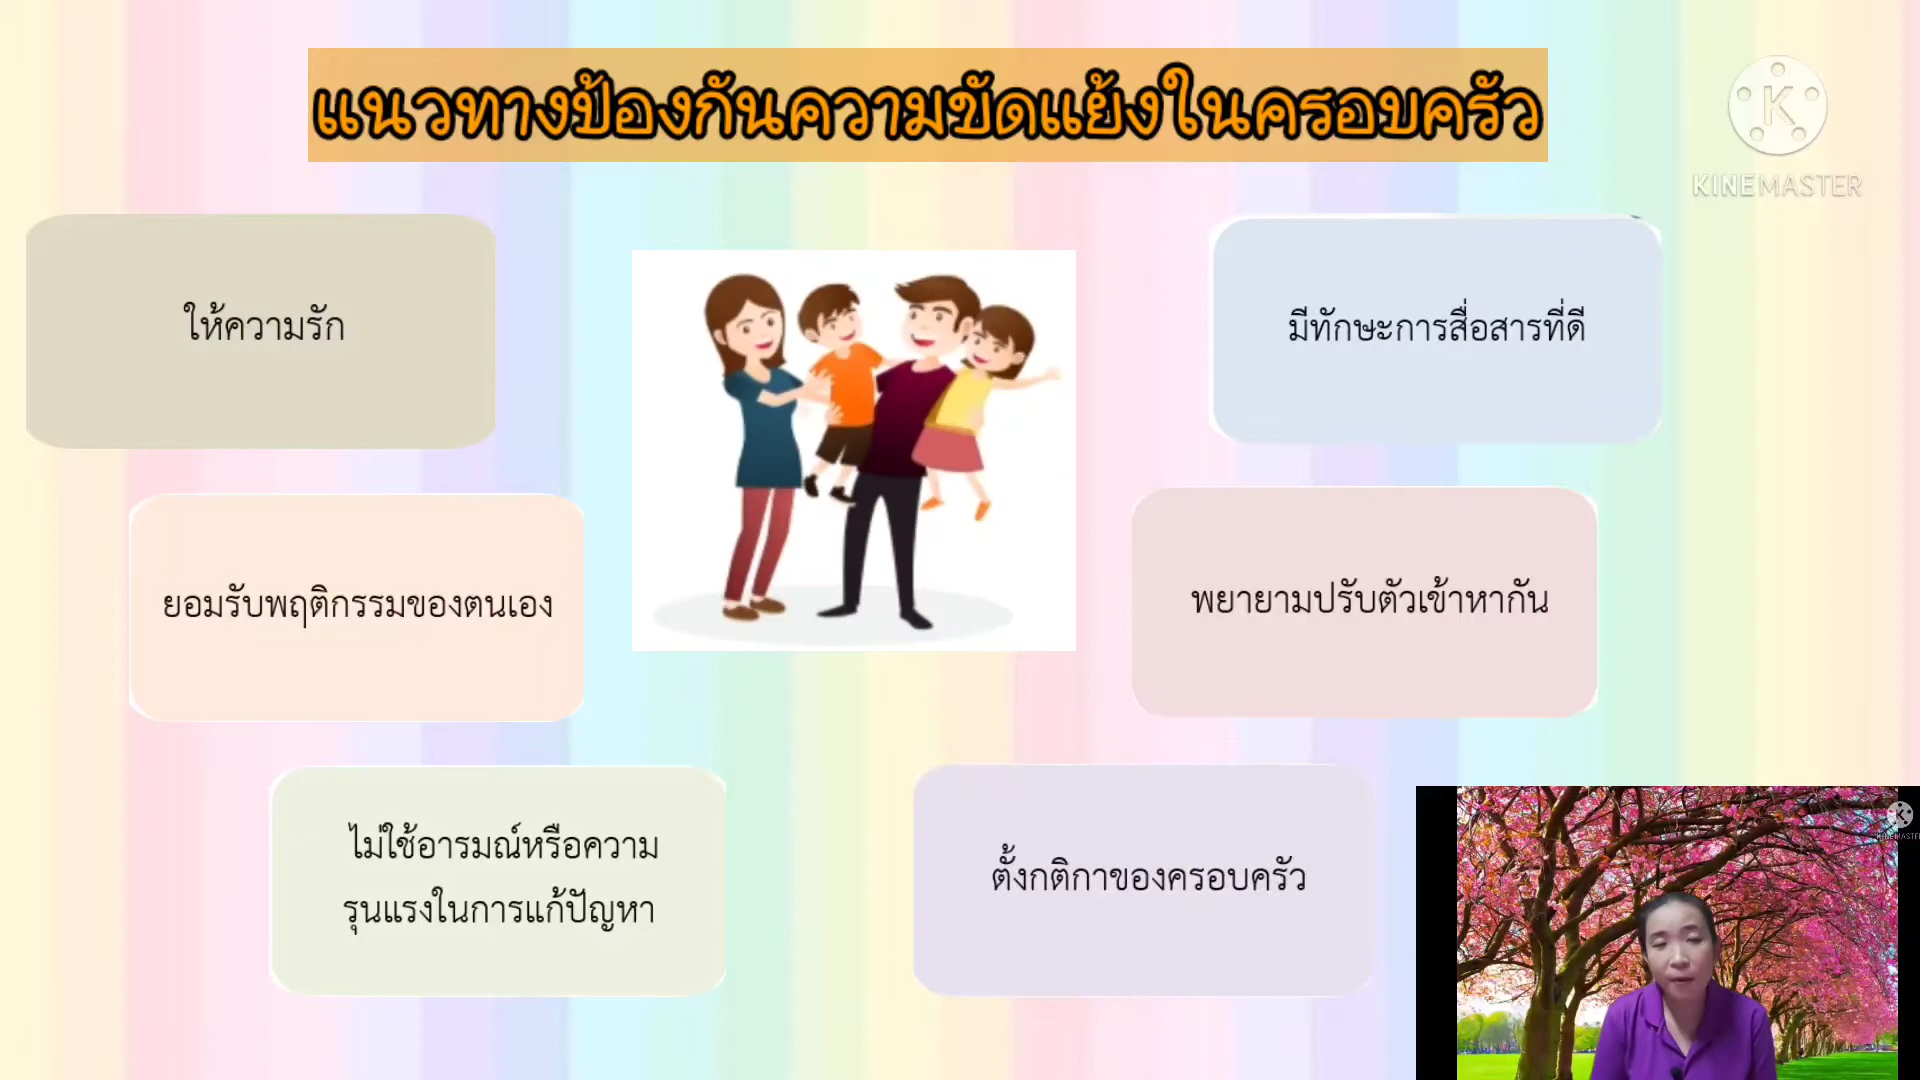 แนวทางป้องกันความขัดแย้งในครอบครัว
K
KINEMASTER
ให้ความรัก
มีทักษะการสื่อสารที่ดี
ยอมรับพฤติกรรมของตนเอง
พยายามปรับตัวเข้าหากัน
ไม่ใช้อารมณ์หรือความ
รุนแรงในการแก้ปัญหา
ตั้งกติกาของครอบครัว
K
KINEMASTER